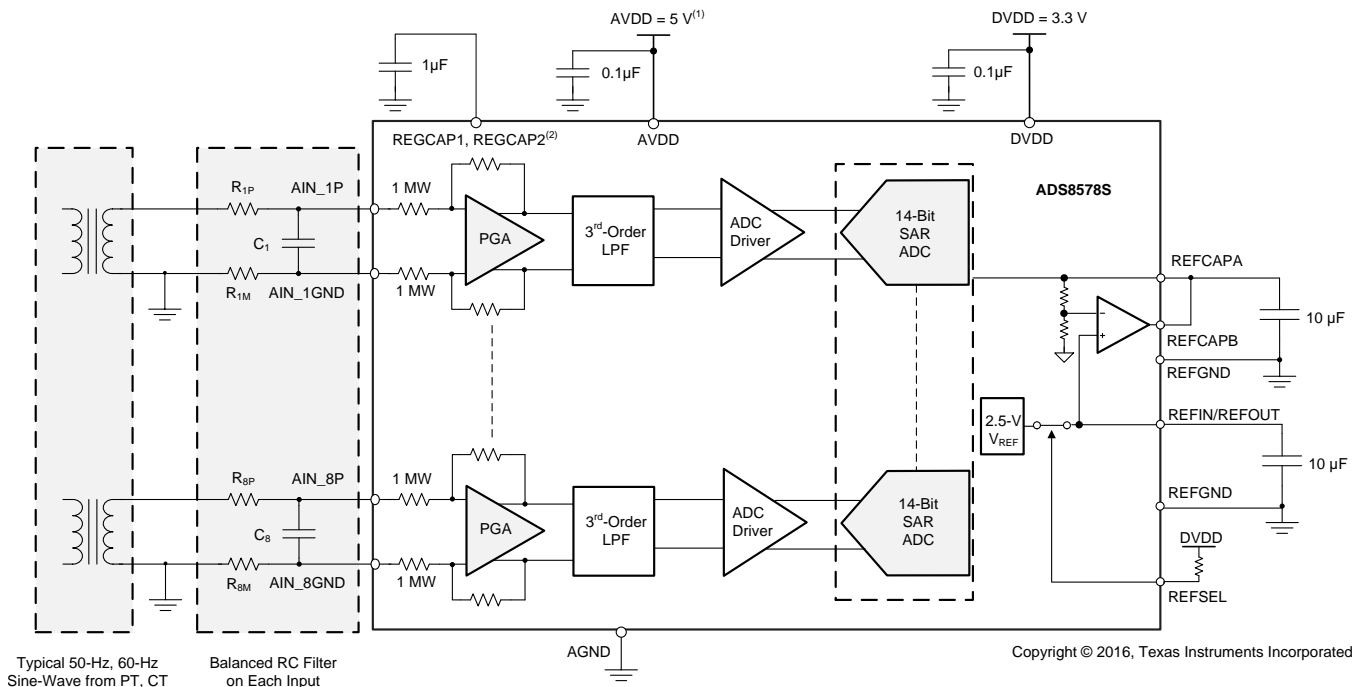 AVDD = 5 V(1)
DVDD = 3.3 V
1µF
0.1µF
0.1µF
REGCAP1, REGCAP2(2)
AVDD
DVDD
ADS8578S
R1P
AIN_1P
1 MW
C1
PGA
3rd-Order
LPF
ADC
Driver
14-Bit
SAR
ADC
R1M
AIN_1GND
1 MW
REFCAPA
10 µF
REFCAPB
REFGND
2.5-V
VREF
REFIN/REFOUT
10 µF
REFGND
R8P
AIN_8P
1 MW
C8
PGA
3rd-Order
LPF
ADC
Driver
14-Bit
SAR
ADC
R8M
AIN_8GND
1 MW
DVDD
REFSEL
AGND
Copyright © 2016, Texas Instruments Incorporated
Typical 50-Hz, 60-Hz
Sine-Wave from PT, CT
Balanced RC Filter
on Each Input